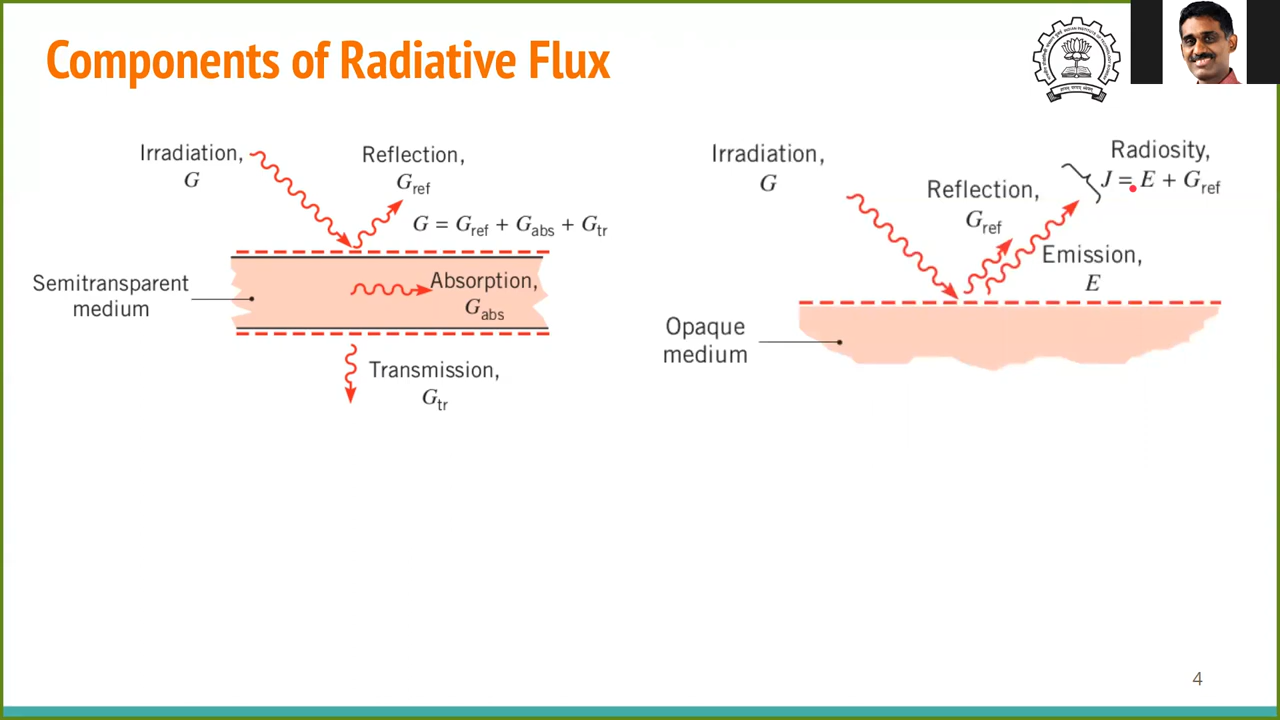 Components of Radiative Flux
Irradiation,
G
Reflection,
G_ref
G = G_ref + G_abs + G_tr
Semitransparent
medium
Absorption,
G_abs
Transmission,
G_tr
Irradiation,
G
Reflection,
G_ref
Radiosity,
J = E + G_ref
Emission,
E
Opaque
medium
4